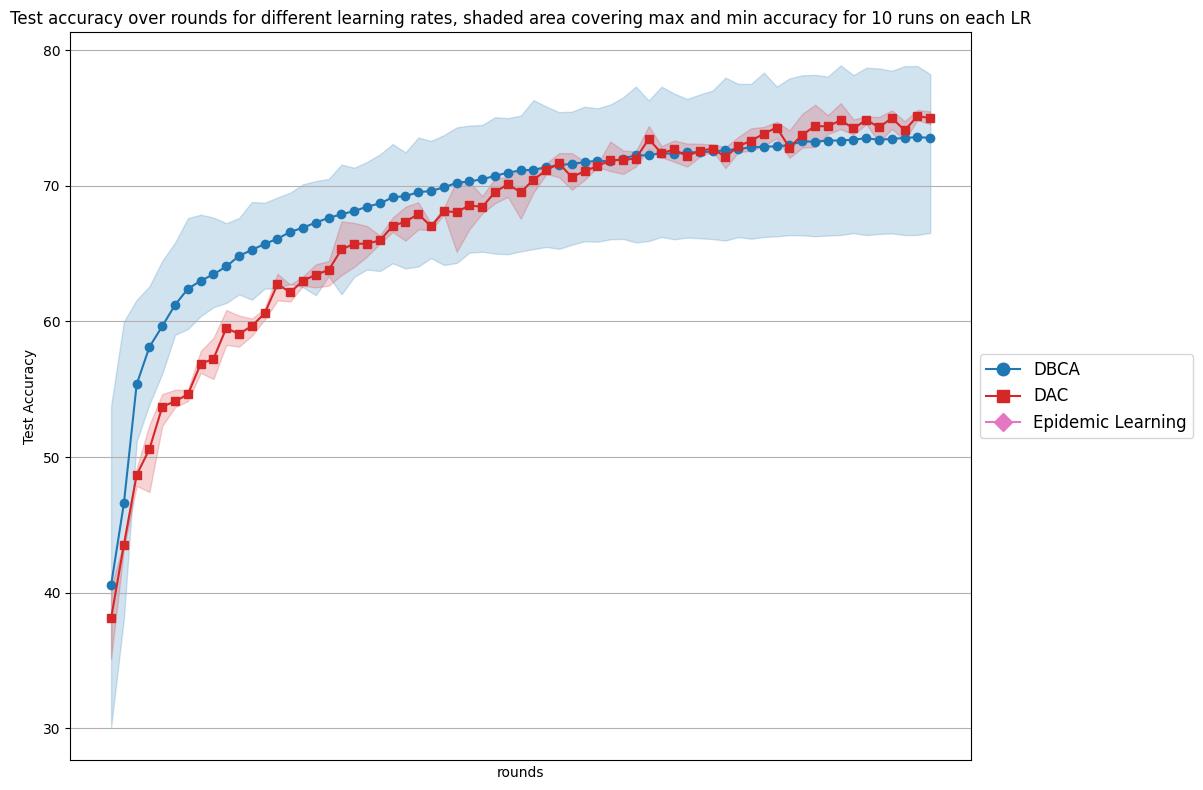 Test accuracy over rounds for different learning rates, shaded area covering max and min accuracy for 10 runs on each LR
80
70
60
50
40
30
Test Accuracy
rounds
DBCA
DAC
Epidemic Learning